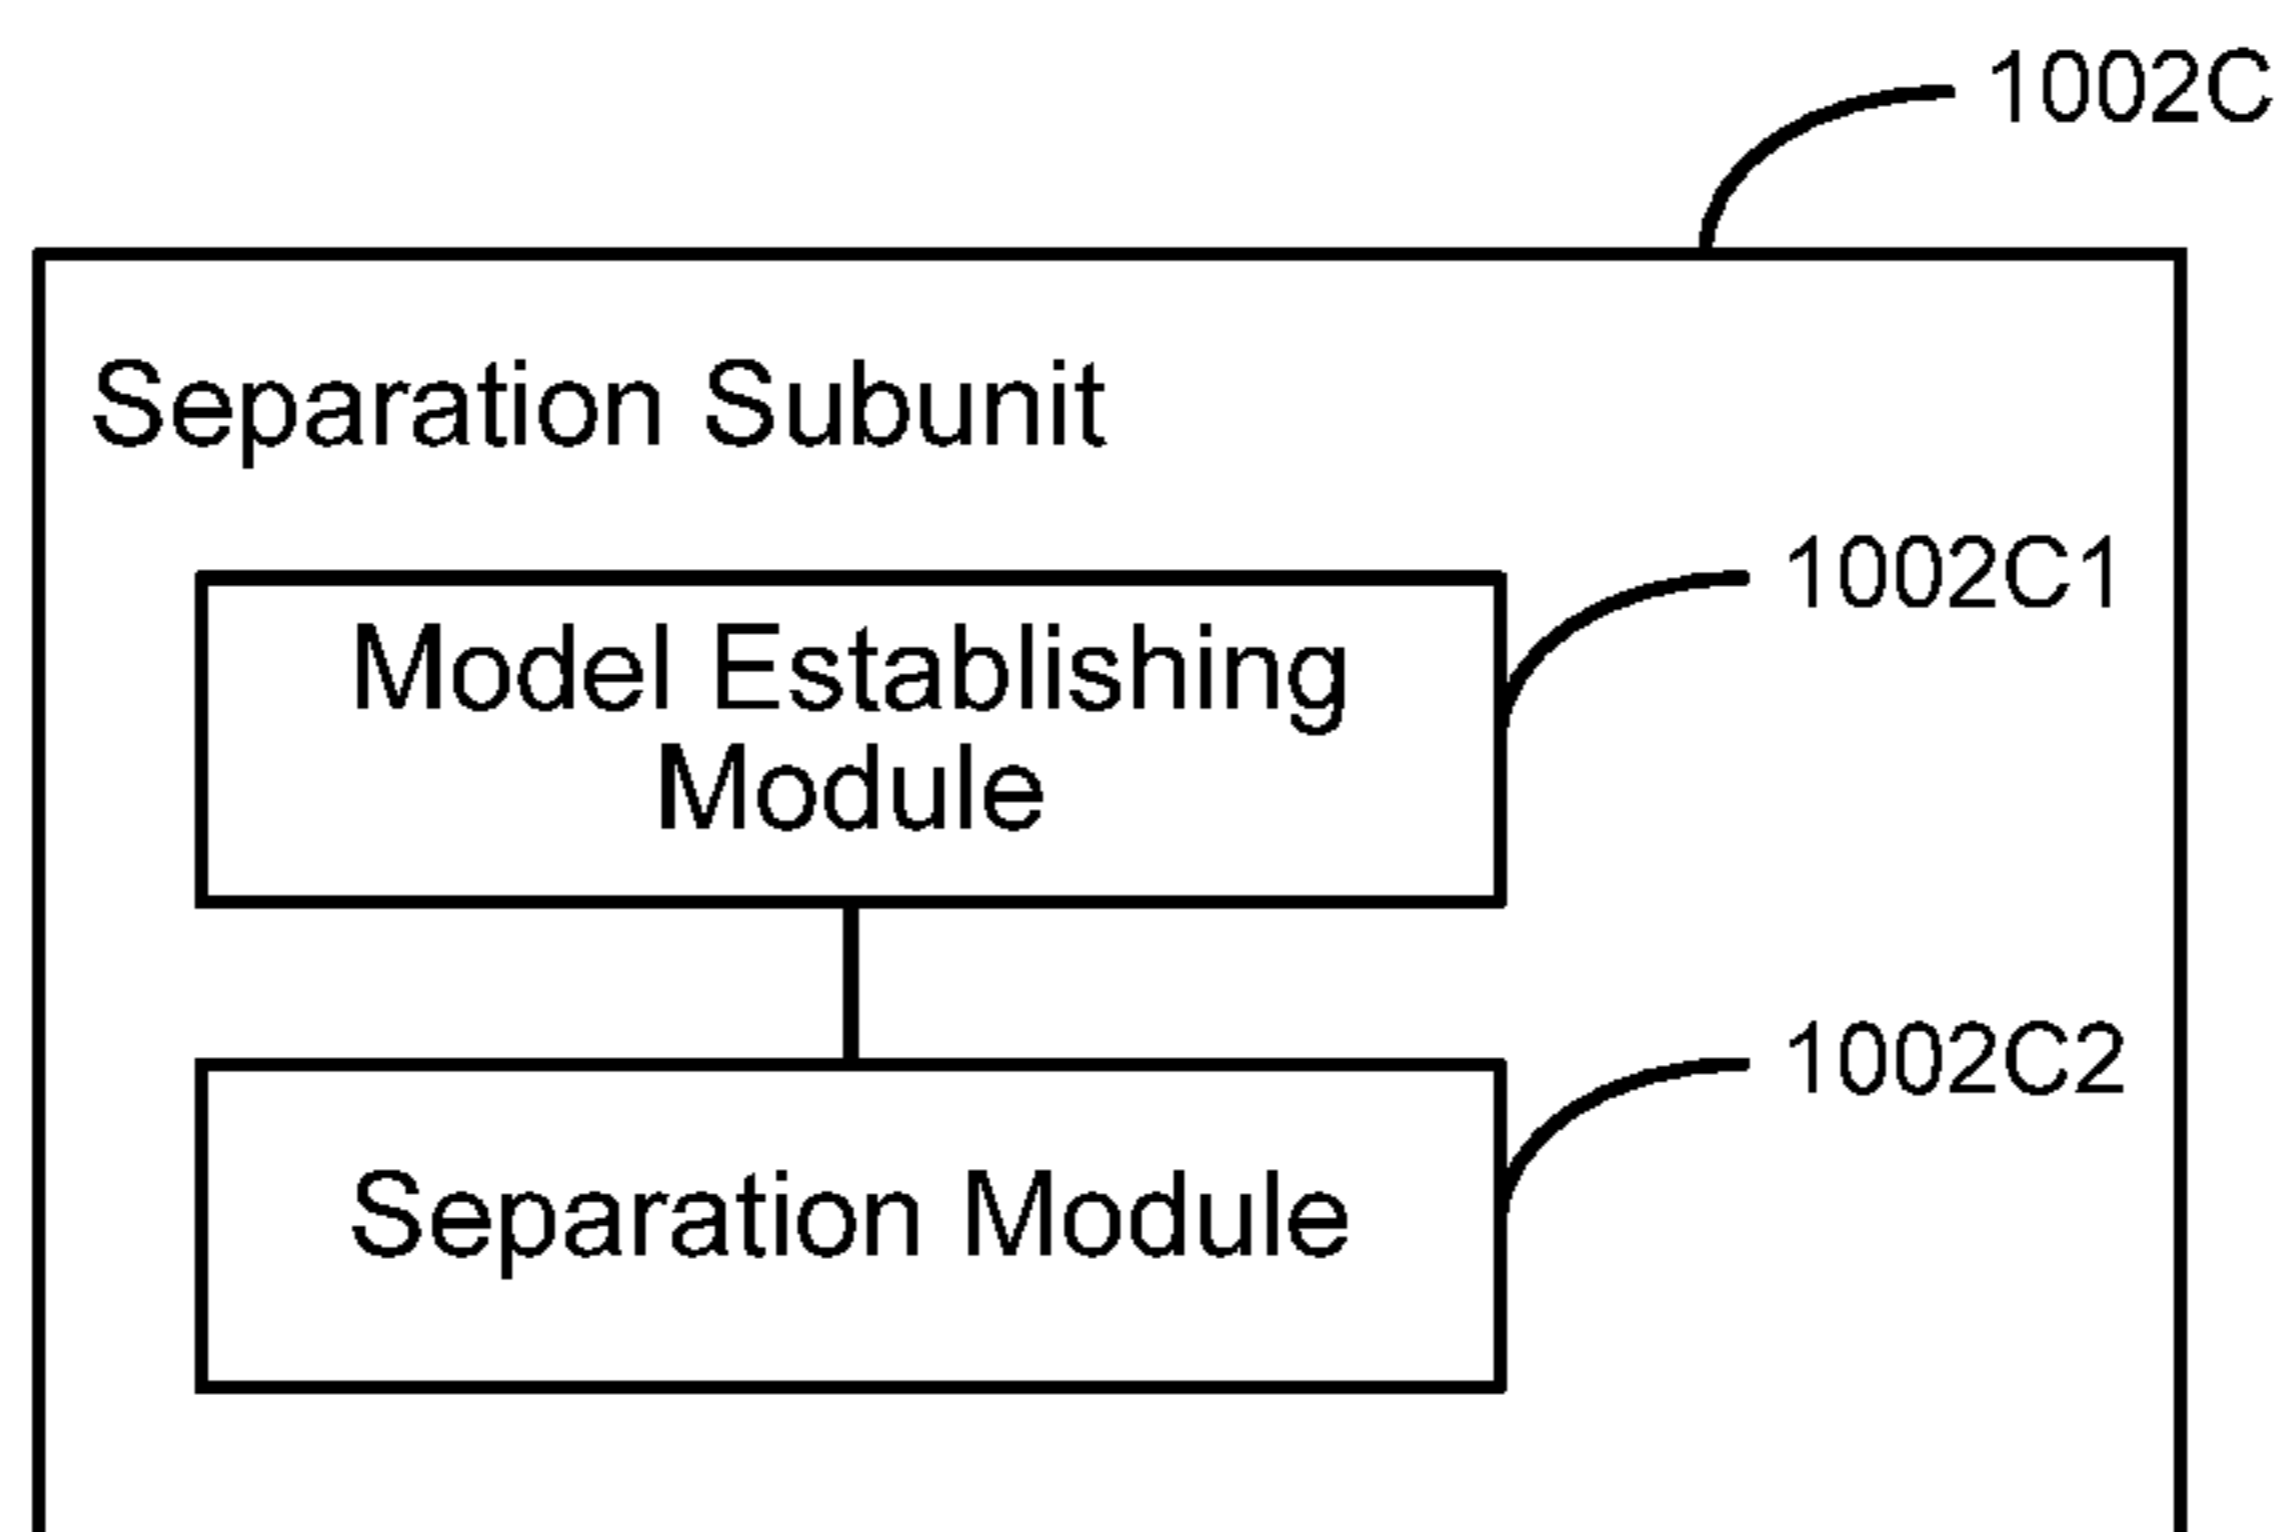 1002C
Separation Subunit
1002C1
Model Establishing
Module
1002C2
Separation Module